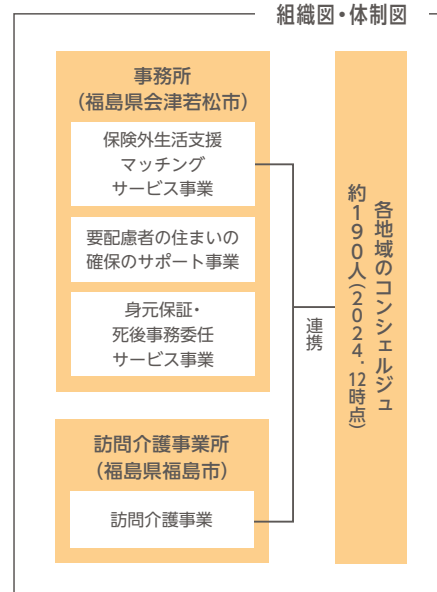 組織図・体制図
事務所
（福島県会津若松市）
保険外生活支援
マッチング
サービス事業
要配慮者の住まいの
確保のサポート事業
身元保証・
死後事務委任
サービス事業
訪問介護事業所
（福島県福島市）
訪問介護事業
連携
各地域のコンシェルジュ
約190人（2024.12時点）